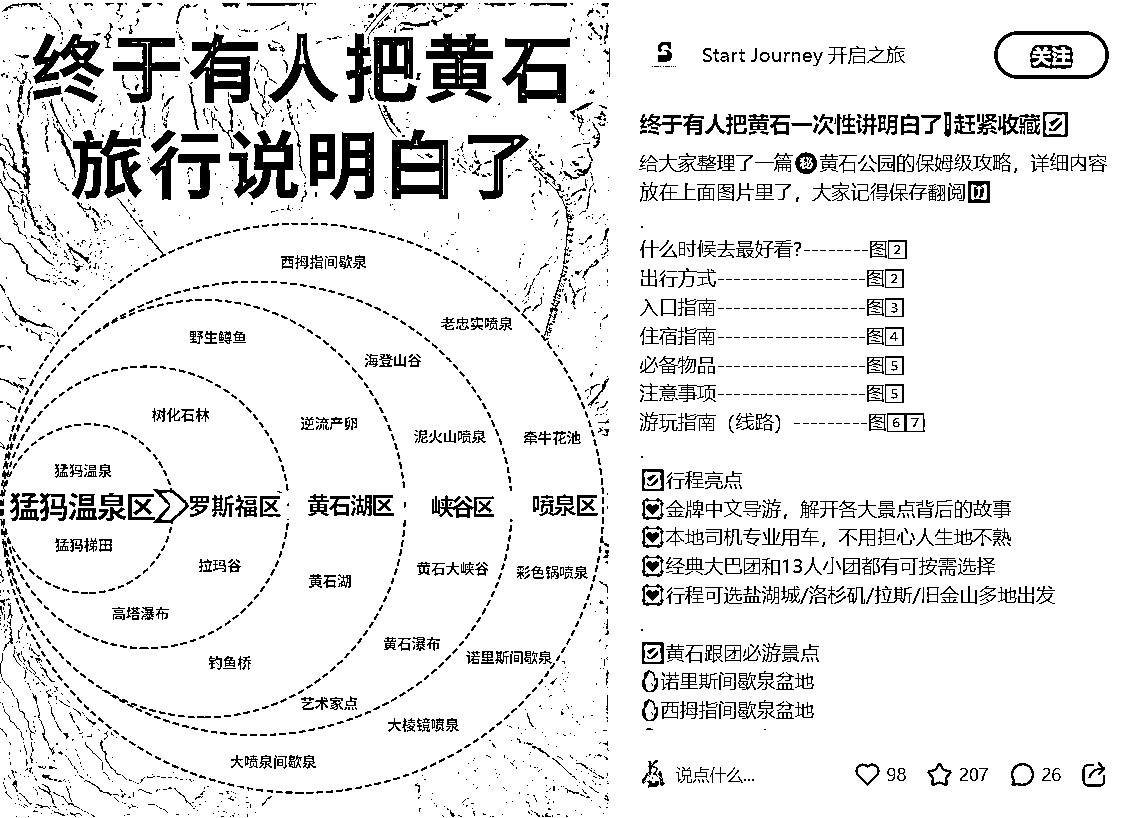 终于有人把黄石
旅行说明白了
西拇指间歇泉
老忠实喷泉
野生鳟鱼
海登山谷
树化石林
逆流产卵
泥火山喷泉
牵牛花池
猛犸温泉
猛犸温泉区
罗斯福区
黄石湖区
峡谷区
喷泉区
猛犸梯田
拉玛谷
黄石湖
黄石大峡谷
彩色锅喷泉
高塔瀑布
黄石瀑布
诺里斯间歇泉
钓鱼桥
艺术家点
大棱镜喷泉
大喷泉间歇泉
Start Journey 开启之旅
关注
终于有人把黄石一次性讲明白了❗赶紧收藏✅
给大家整理了一篇㊙黄石公园的保姆级攻略，详细内容
放在上面图片里了，大家记得保存翻阅
.
什么时候去最好看?--------图2
出行方式------------------图2
入口指南------------------图3
住宿指南------------------图4
必备物品------------------图5
注意事项------------------图5
游玩指南（线路）---------图67
.
✅行程亮点
金牌中文导游，解开各大景点背后的故事
本地司机专业用车，不用担心人生地不熟
经典大巴团和13人小团都有可按需选择
行程可选盐湖城/洛杉矶/拉斯/旧金山多地出发
.
✅黄石跟团必游景点
诺里斯间歇泉盆地
西拇指间歇泉盆地
说点什么...
98
207
26